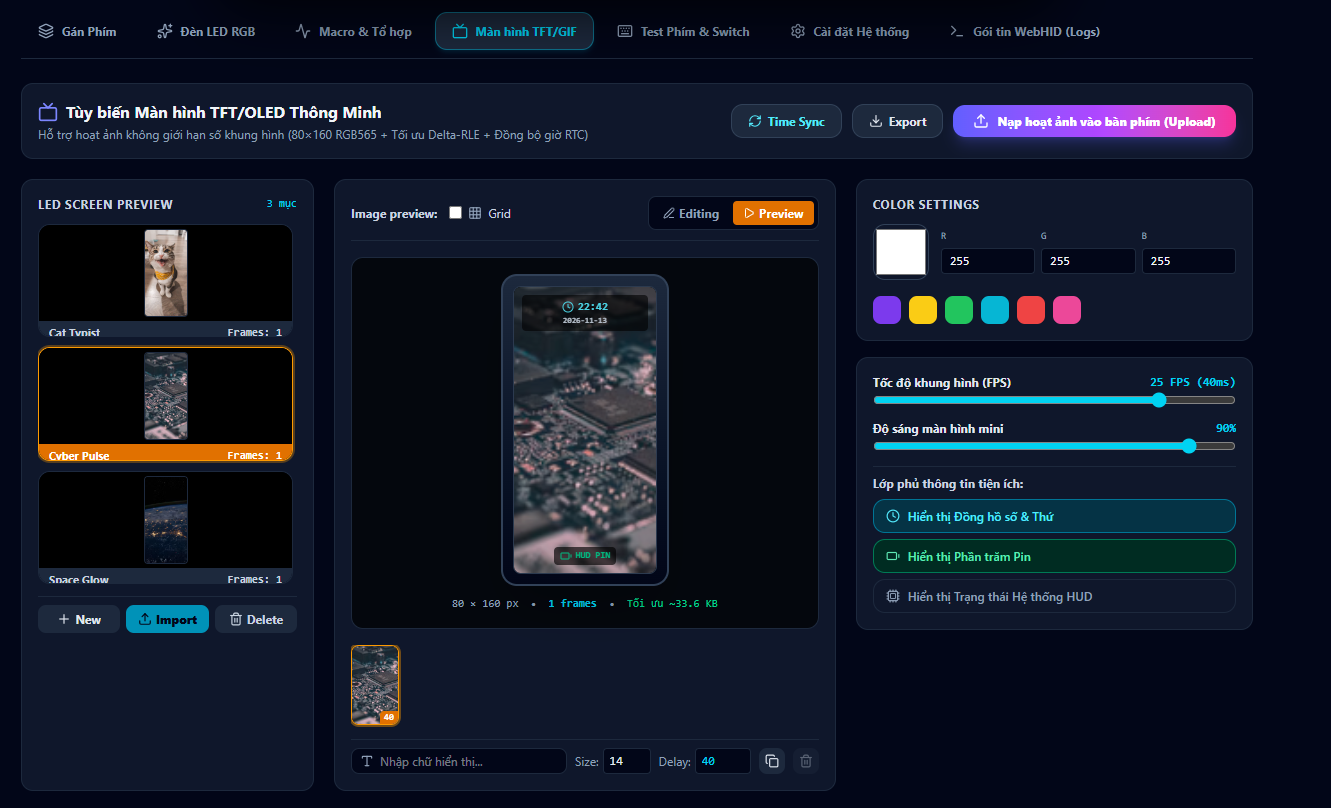 Gán Phím
Đèn LED RGB
Macro & Tổ hợp
Màn hình TFT/GIF
Test Phím & Switch
Cài đặt Hệ thống
Gói tin WebHID (Logs)
Tùy biến Màn hình TFT/OLED Thông Minh
Hỗ trợ hoạt ảnh không giới hạn số khung hình (80×160 RGB565 + Tối ưu Delta-RLE + Đồng bộ giờ RTC)
Time Sync
Export
Nạp hoạt ảnh vào bàn phím (Upload)
LED SCREEN PREVIEW
3 mục
Cat Typist
Frames: 1
Cyber Pulse
Frames: 1
Space Glow
Frames: 1
New
Import
Delete
Image preview:
Grid
Editing
Preview
22:42
2026-11-13
HUD PIN
80 × 160 px • 1 frames • Tối ưu ~33.6 KB
40
Nhập chữ hiển thị...
Size: 14
Delay: 40
COLOR SETTINGS
R
G
B
255
255
255
Tốc độ khung hình (FPS)
25 FPS (40ms)
Độ sáng màn hình mini
90%
Lớp phủ thông tin tiện ích:
Hiển thị Đồng hồ số & Thứ
Hiển thị Phần trăm Pin
Hiển thị Trạng thái Hệ thống HUD